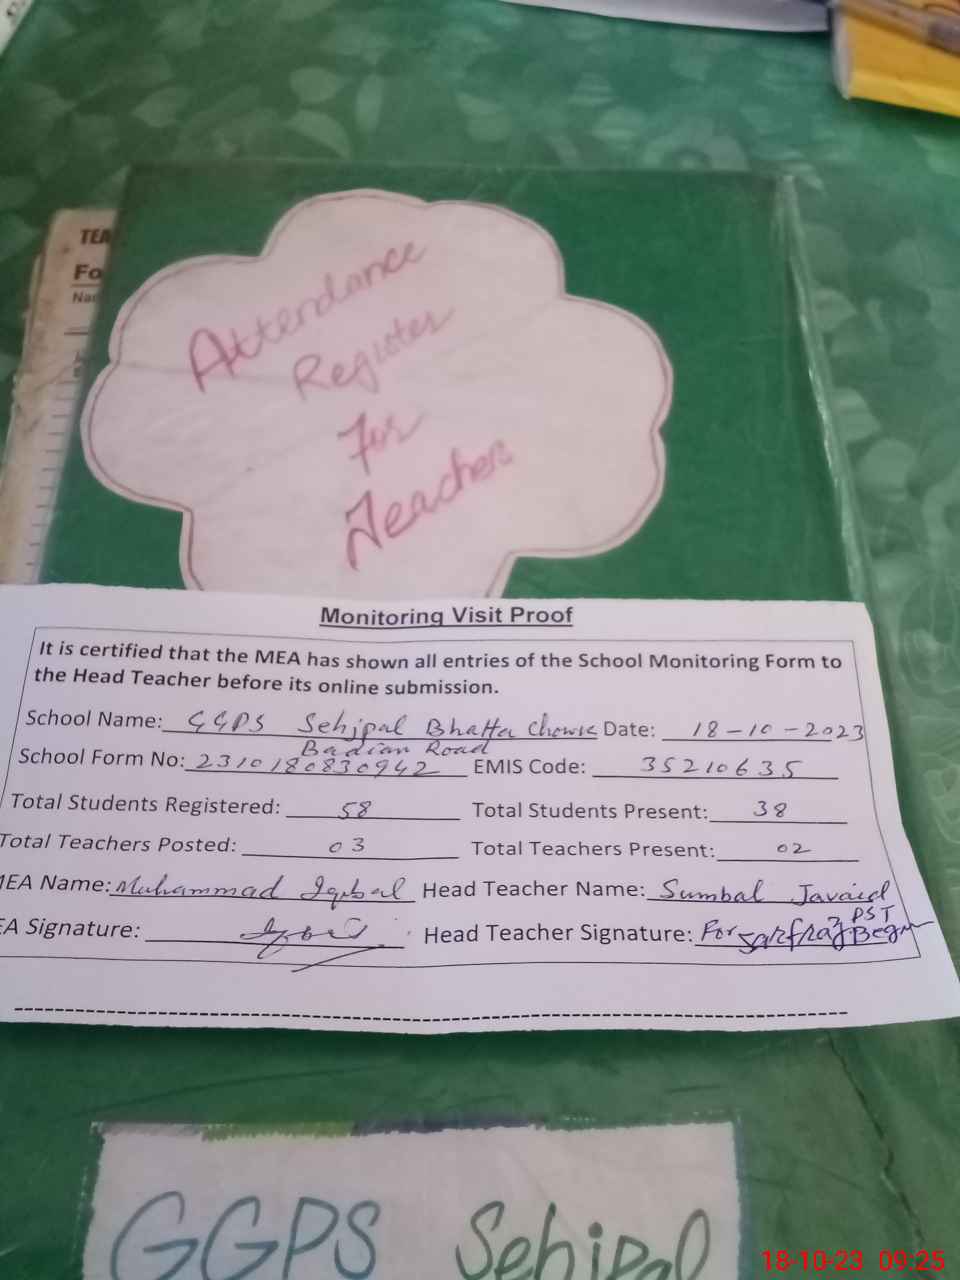 TEA
Fo
Nam
Attendance
Register
For
Teachers
Monitoring Visit Proof
It is certified that the MEA has shown all entries of the School Monitoring Form to
the Head Teacher before its online submission.
School Name: GGPS Sehjpal Bhatta Chowk Date: 18-10-2023
Badian Road
School Form No: 2310180830942 EMIS Code: 35210635
Total Students Registered: 58 Total Students Present: 38
Total Teachers Posted: 03 Total Teachers Present: 02
MEA Name: Muhammad Iqbal Head Teacher Name: Sumbal Javaid
PST
EA Signature: Head Teacher Signature: For Sarfraz Begum
GGPS Sehjpal
18-10-23 09:25